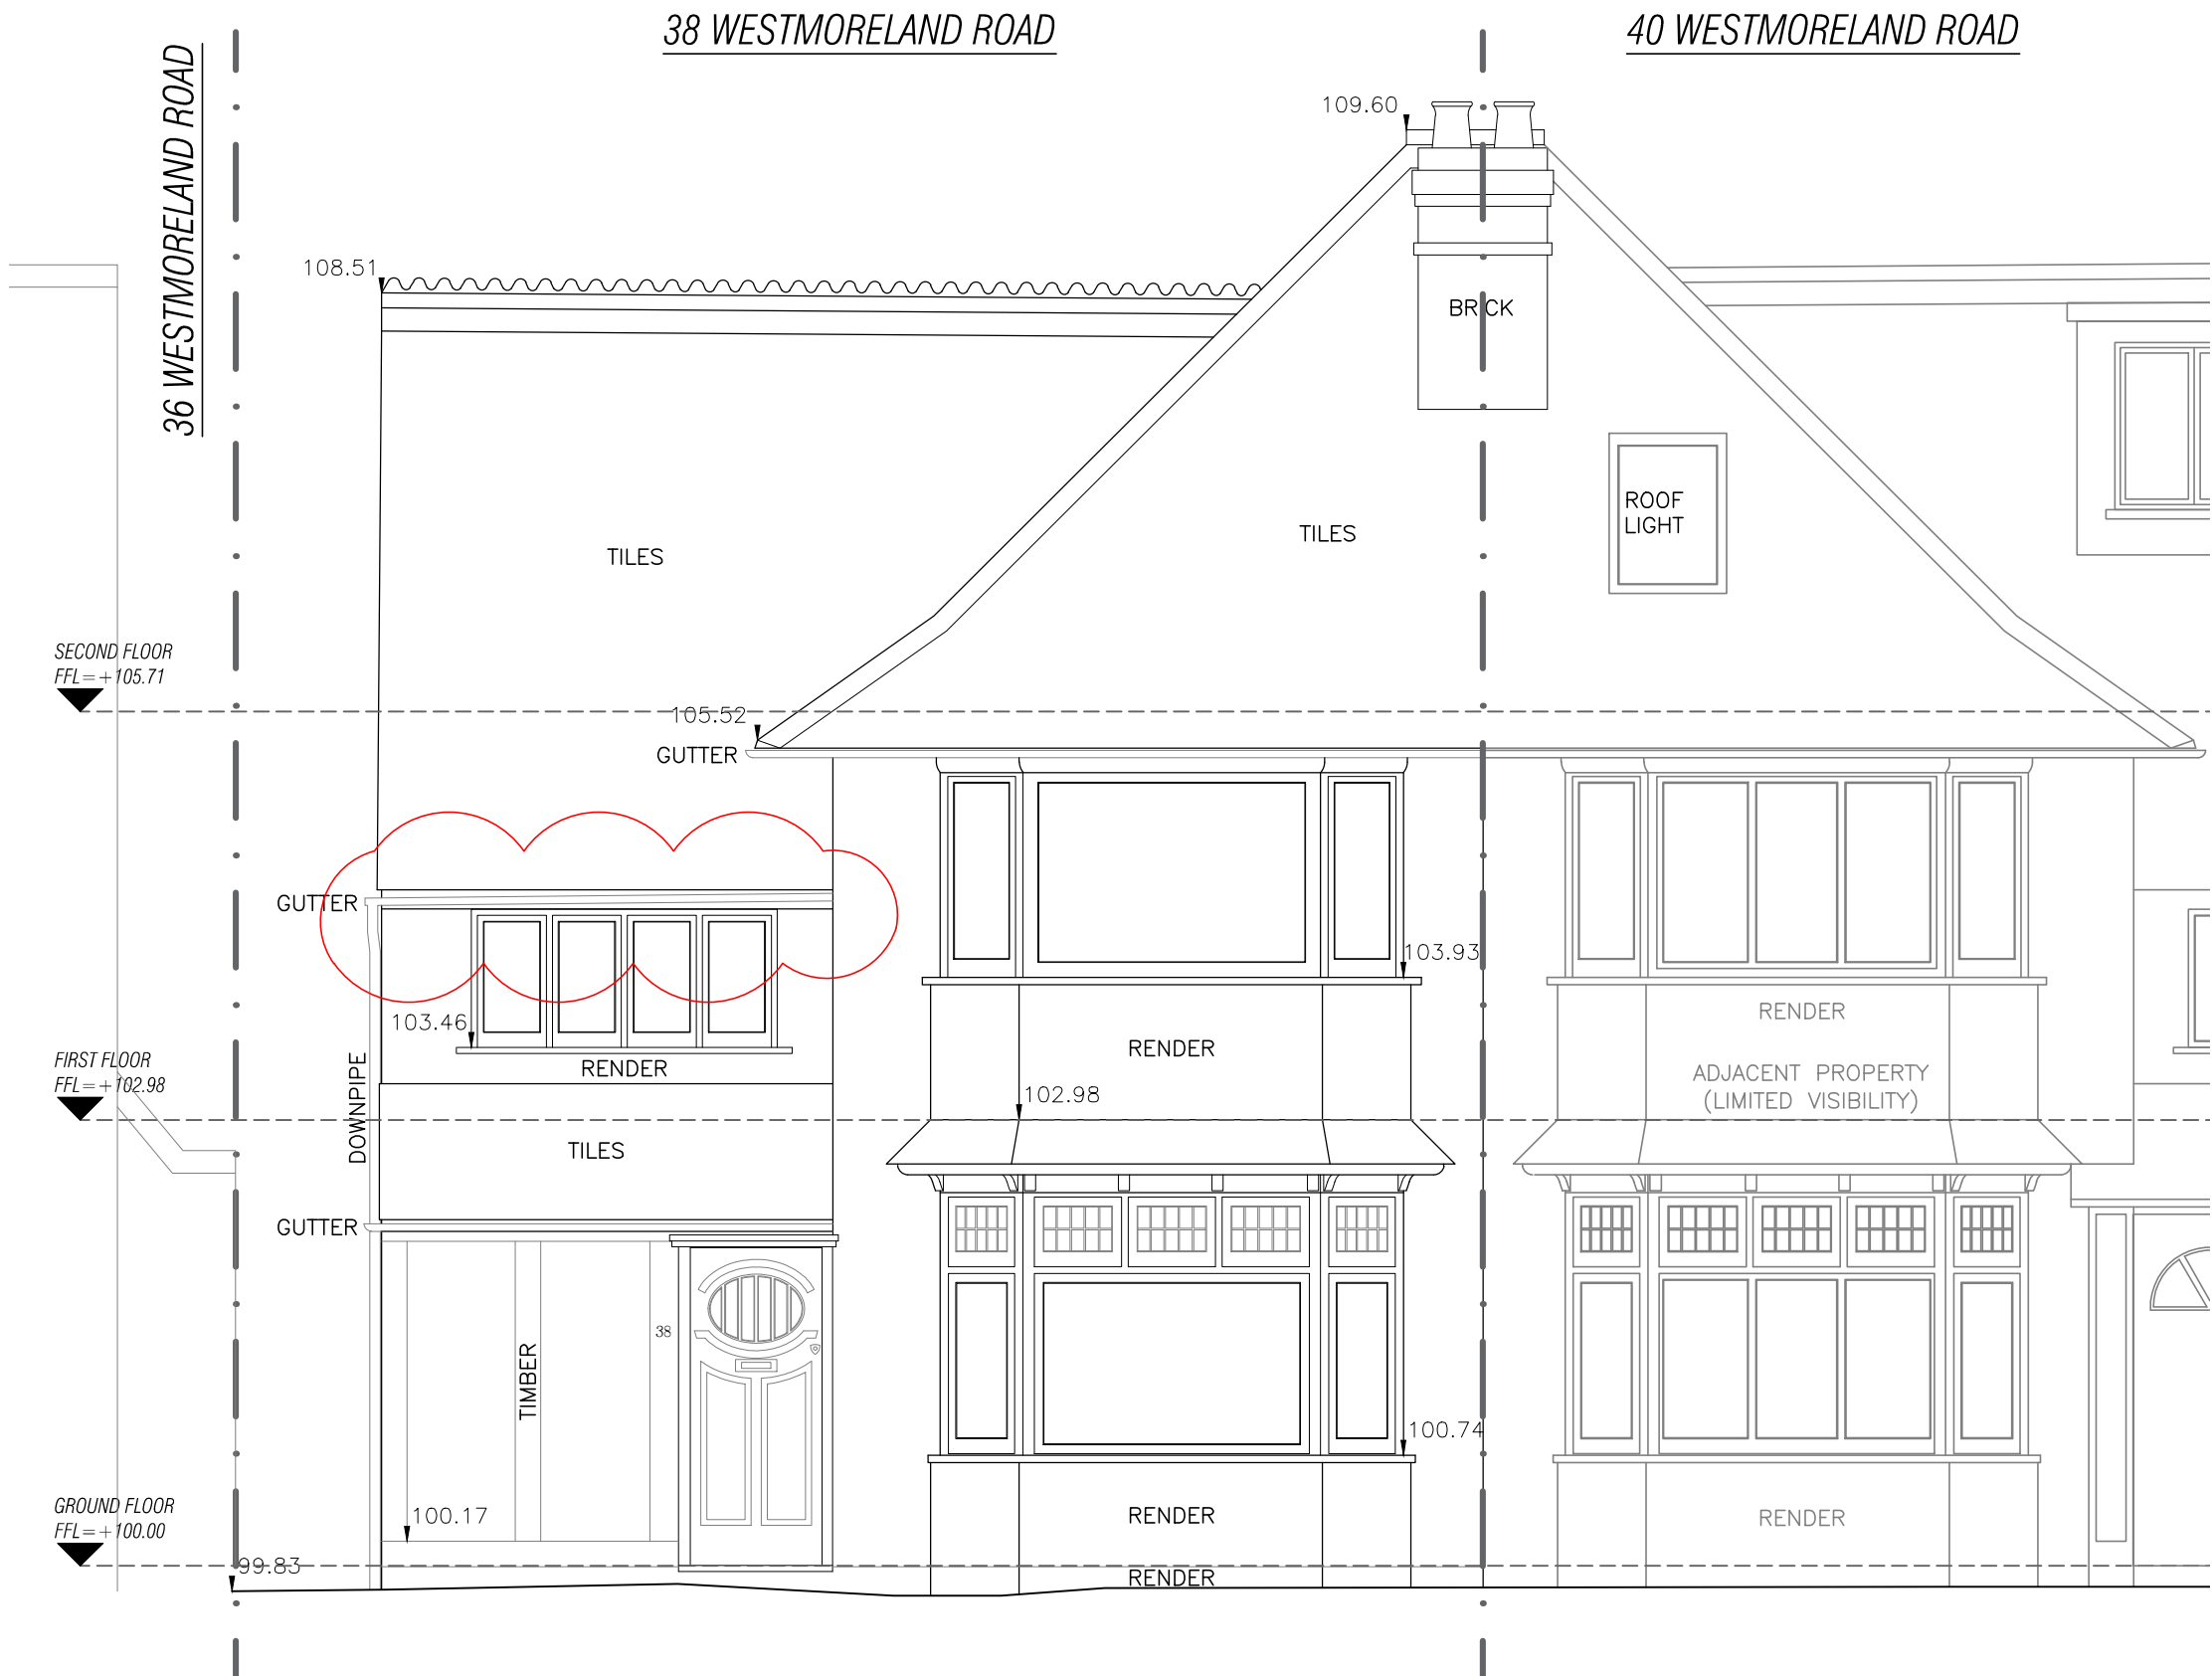 38 WESTMORELAND ROAD
40 WESTMORELAND ROAD
36 WESTMORELAND ROAD
109.60
108.51
BRICK
ROOF
LIGHT
TILES
TILES
SECOND FLOOR
FFL=+105.71
105.52
GUTTER
GUTTER
103.93
103.46
RENDER
RENDER
RENDER
ADJACENT PROPERTY
(LIMITED VISIBILITY)
FIRST FLOOR
FFL=+102.98
102.98
DOWNPIPE
TILES
GUTTER
38
TIMBER
100.74
100.17
RENDER
RENDER
GROUND FLOOR
FFL=+100.00
99.83
RENDER